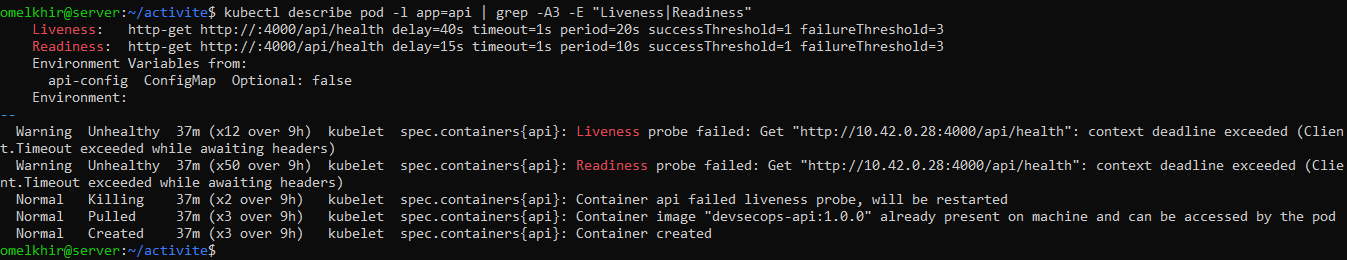 omelkhir@server:~/activite$ kubectl describe pod -l app=api | grep -A3 -E "Liveness|Readiness"
    Liveness:   http-get http://:4000/api/health delay=40s timeout=1s period=20s successThreshold=1 failureThreshold=3
    Readiness:  http-get http://:4000/api/health delay=15s timeout=1s period=10s successThreshold=1 failureThreshold=3
    Environment Variables from:
      api-config  ConfigMap  Optional: false
    Environment:
--
  Warning  Unhealthy  37m (x12 over 9h)  kubelet  spec.containers{api}: Liveness probe failed: Get "http://10.42.0.28:4000/api/health": context deadline exceeded (Clien
t.Timeout exceeded while awaiting headers)
  Warning  Unhealthy  37m (x50 over 9h)  kubelet  spec.containers{api}: Readiness probe failed: Get "http://10.42.0.28:4000/api/health": context deadline exceeded (Clie
nt.Timeout exceeded while awaiting headers)
  Normal   Killing    37m (x2 over 9h)   kubelet  spec.containers{api}: Container api failed liveness probe, will be restarted
  Normal   Pulled     37m (x3 over 9h)   kubelet  spec.containers{api}: Container image "devsecops-api:1.0.0" already present on machine and can be accessed by the pod
  Normal   Created    37m (x3 over 9h)   kubelet  spec.containers{api}: Container created
omelkhir@server:~/activite$